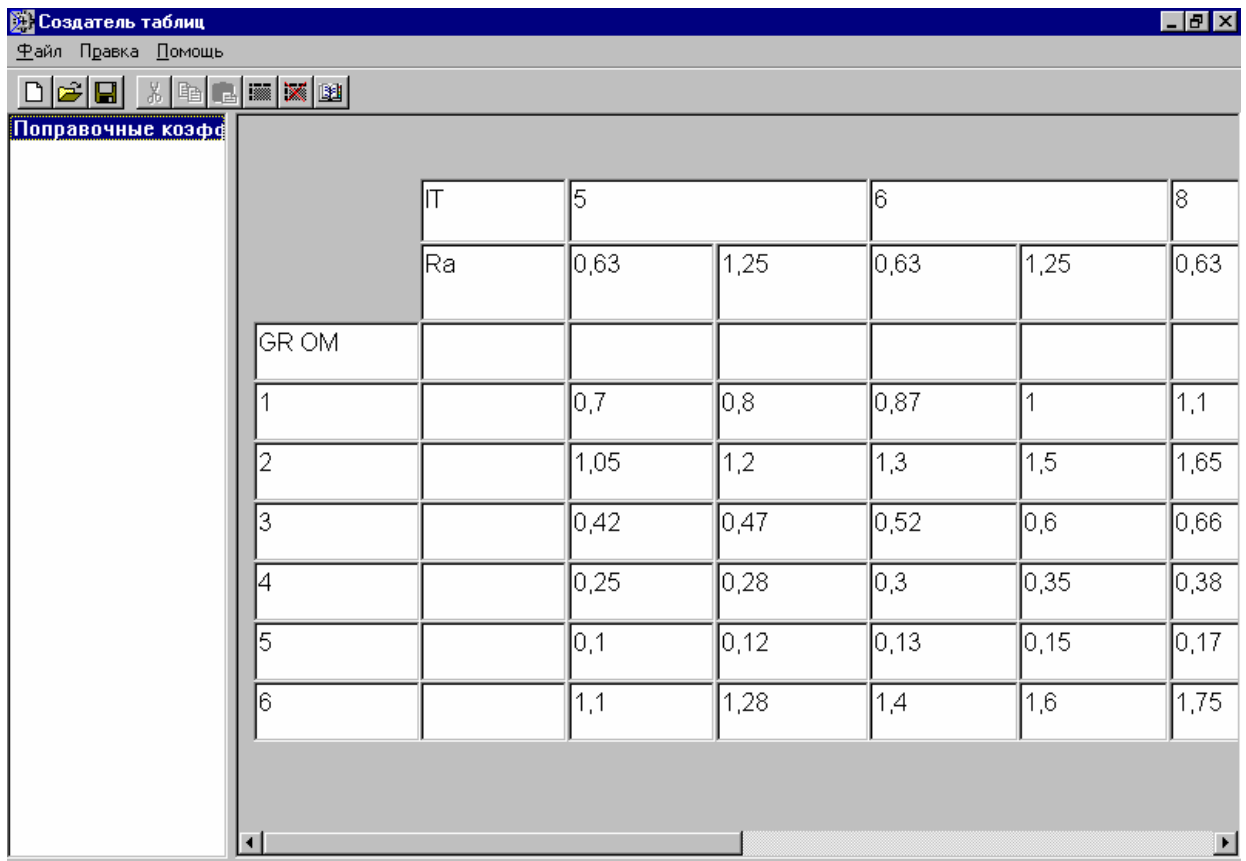 Создатель таблиц
Файл Правка Помощь
Поправочные коэфф
IT 5 6 8
Ra 0,63 1,25 0,63 1,25 0,63
GR OM
1 0,7 0,8 0,87 1 1,1
2 1,05 1,2 1,3 1,5 1,65
3 0,42 0,47 0,52 0,6 0,66
4 0,25 0,28 0,3 0,35 0,38
5 0,1 0,12 0,13 0,15 0,17
6 1,1 1,28 1,4 1,6 1,75